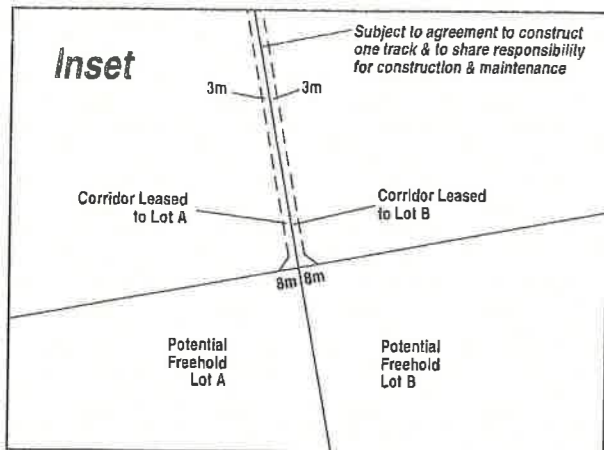 Inset
Subject to agreement to construct
one track & to share responsibility
for construction & maintenance
3m
3m
Corridor Leased
to Lot A
Corridor Leased
to Lot B
8m
8m
Potential
Freehold
Lot A
Potential
Freehold
Lot B